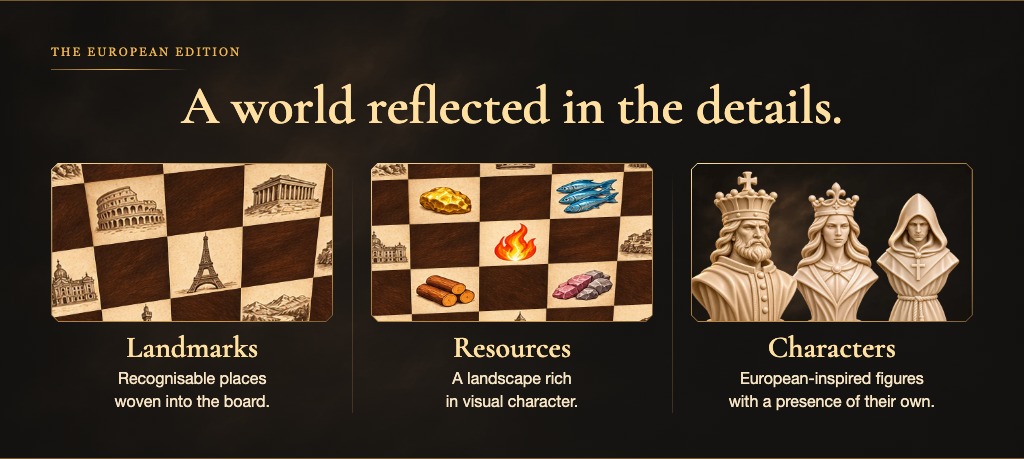 THE EUROPEAN EDITION
A world reflected in the details.
Landmarks
Recognisable places
woven into the board.
Resources
A landscape rich
in visual character.
Characters
European-inspired figures
with a presence of their own.